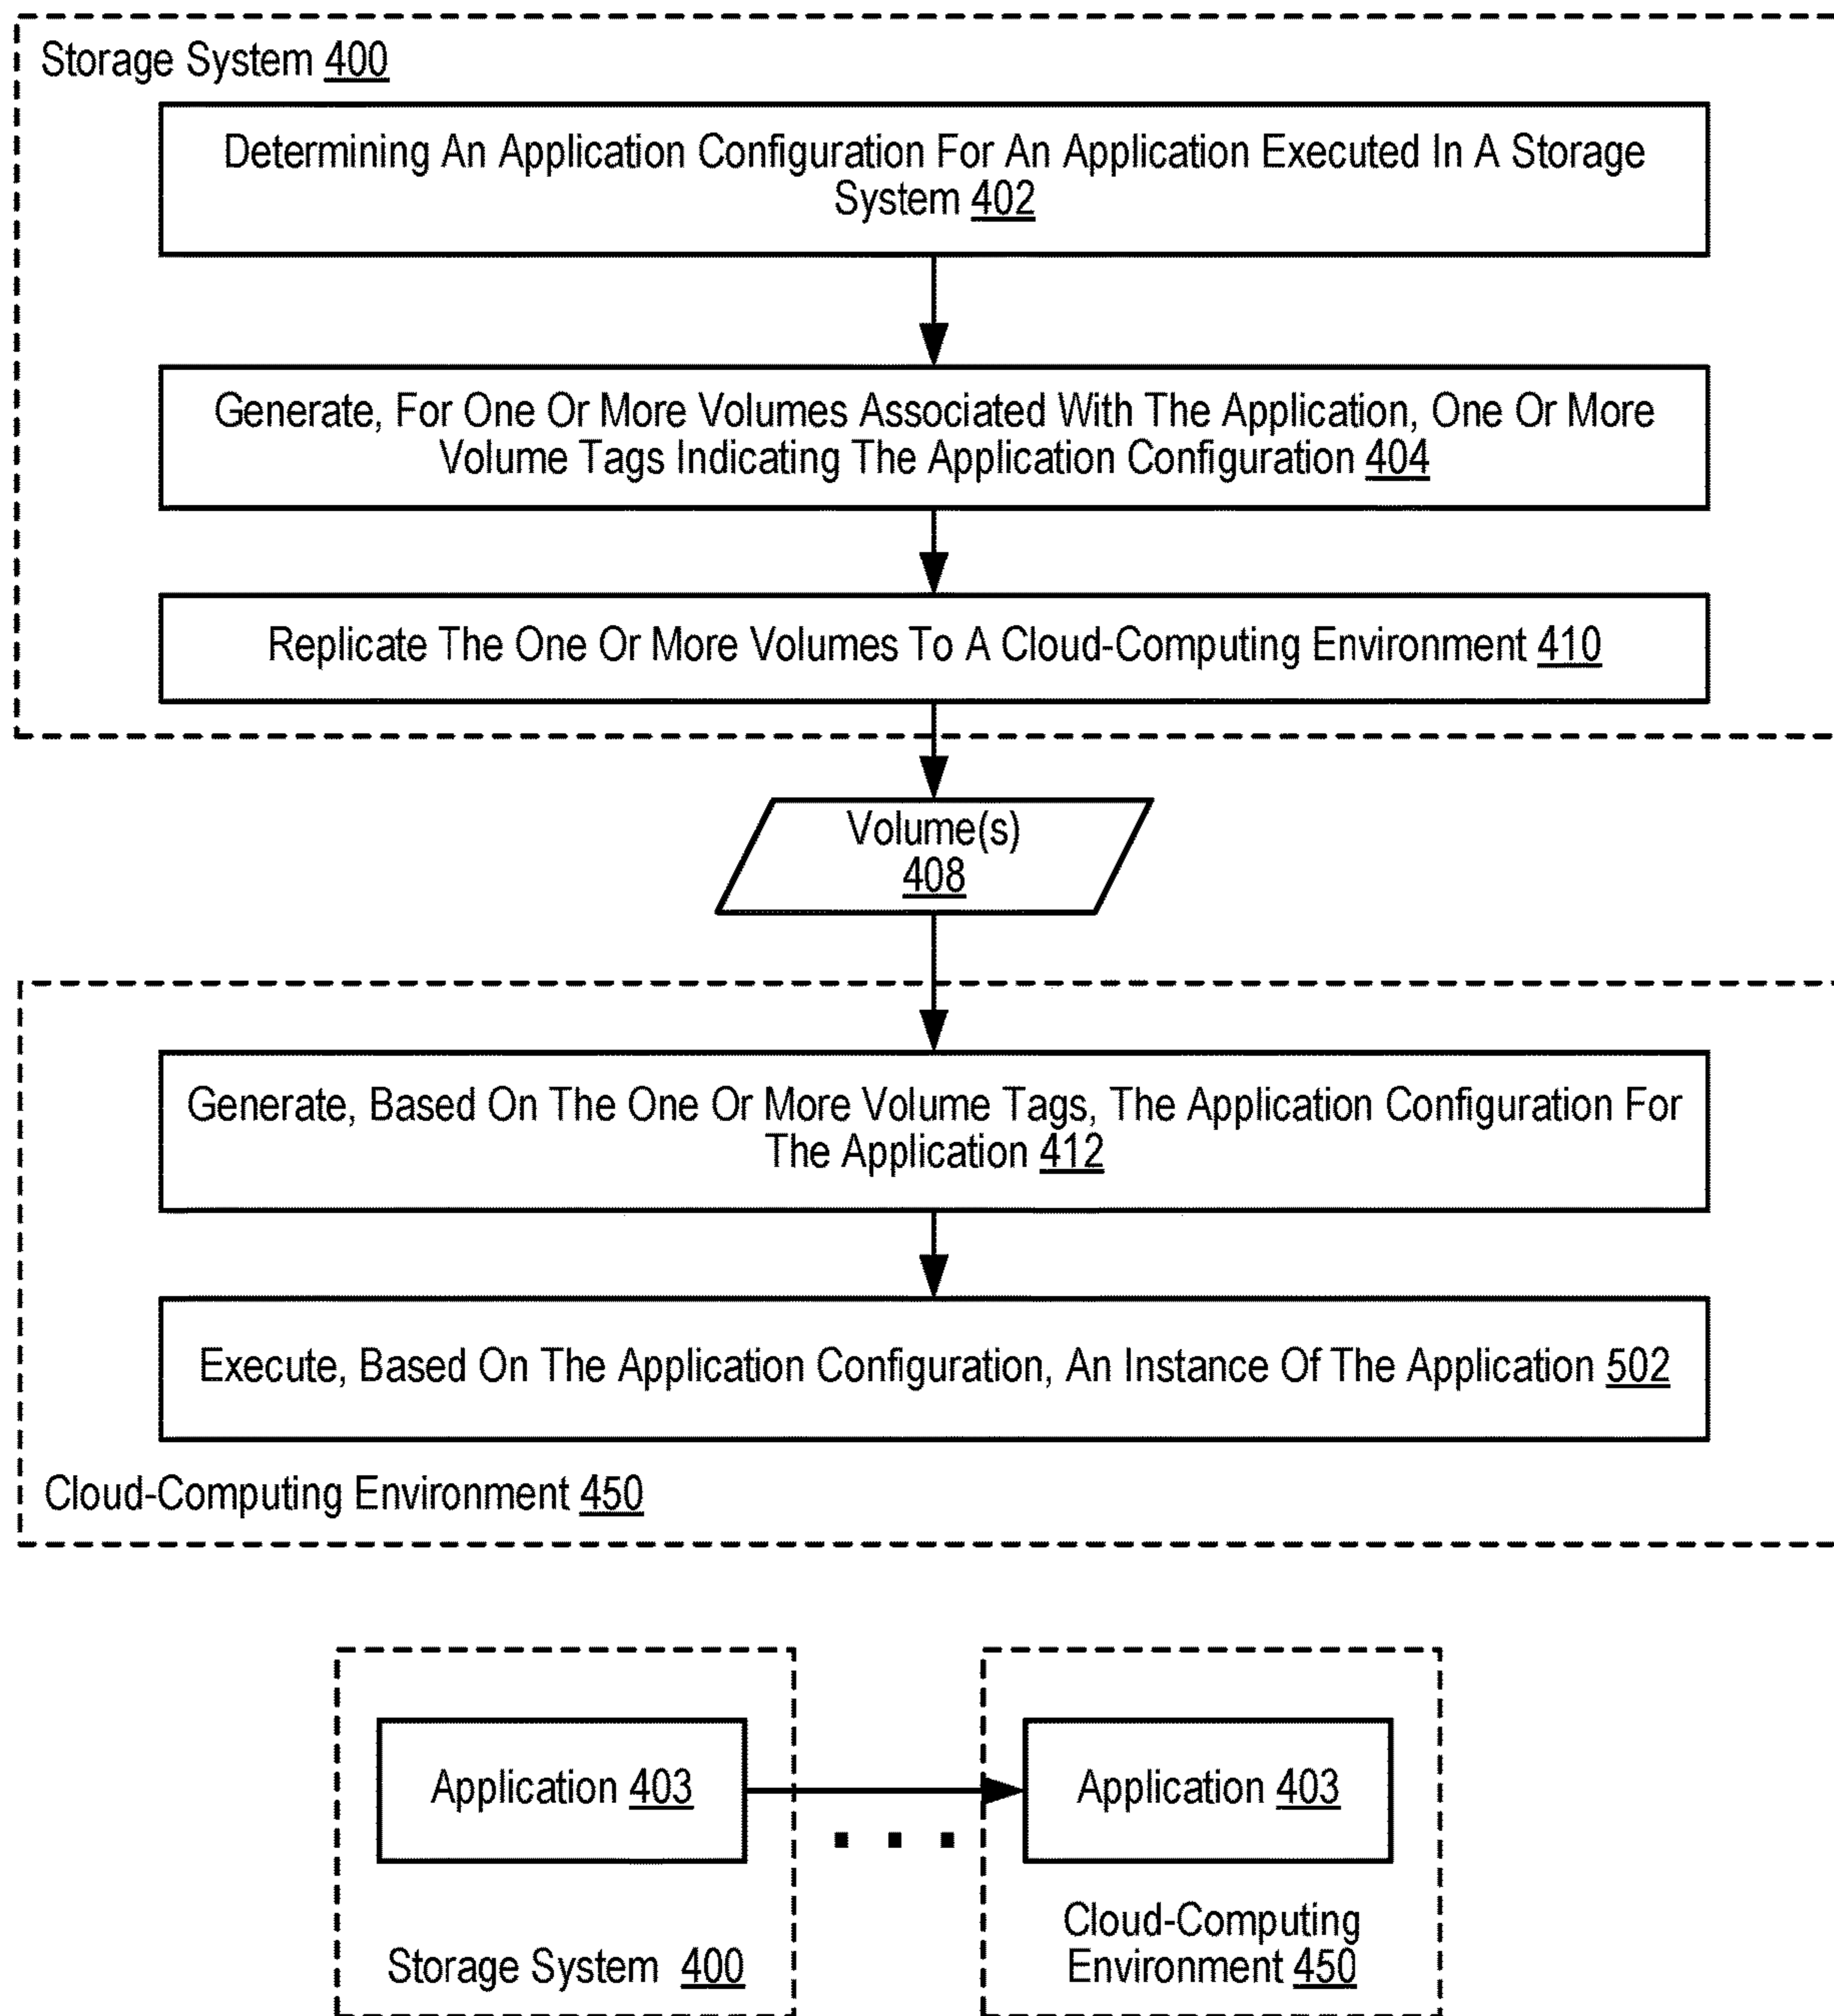 Storage System 400
Determining An Application Configuration For An Application Executed In A Storage
System 402
Generate, For One Or More Volumes Associated With The Application, One Or More
Volume Tags Indicating The Application Configuration 404
Replicate The One Or More Volumes To A Cloud-Computing Environment 410
Volume(s)
408
Generate, Based On The One Or More Volume Tags, The Application Configuration For
The Application 412
Execute, Based On The Application Configuration, An Instance Of The Application 502
Cloud-Computing Environment 450
Application 403
Storage System 400
Application 403
Cloud-Computing
Environment 450